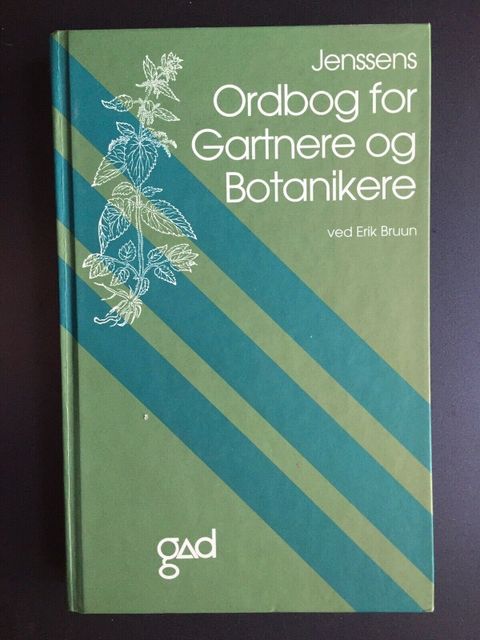 Jenssens
Ordbog for
Gartnere og
Botanikere
ved Erik Bruun
gad